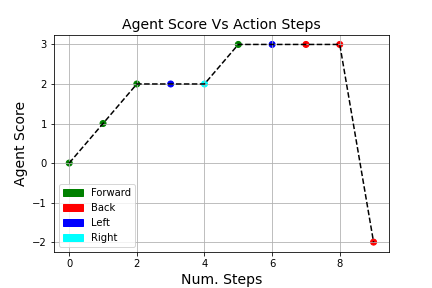 Agent Score Vs Action Steps
Agent Score
3
2
1
0
−1
−2
Forward
Back
Left
Right
0 2 4 6 8
Num. Steps